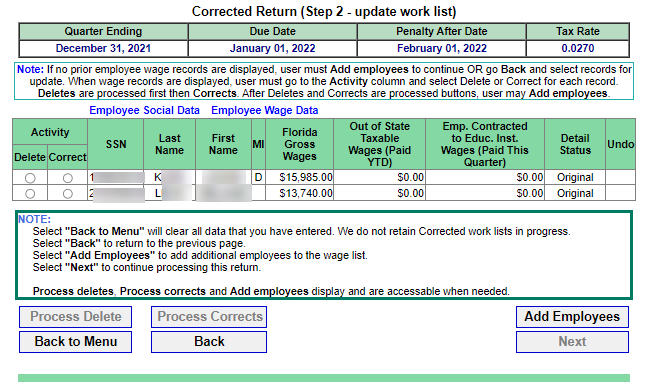 Corrected Return (Step 2 - update work list)
Quarter Ending Due Date Penalty After Date Tax Rate
December 31, 2021 January 01, 2022 February 01, 2022 0.0270
Note: If no prior employee wage records are displayed, user must Add employees to continue OR go Back and select records for
update. When wage records are displayed, user must go to the Activity column and select Delete or Correct for each record.
Deletes are processed first then Corrects. After Deletes and Corrects are processed buttons, user may Add employees.
Employee Social Data Employee Wage Data
Activity
Delete Correct
SSN
Last
Name
First
Name
MI
Florida
Gross
Wages
Out of State
Taxable
Wages (Paid
YTD)
Emp. Contracted
to Educ. Inst.
Wages (Paid This
Quarter)
Detail
Status
Undo
1 K D $15,985.00 $0.00 $0.00 Original
2 L $13,740.00 $0.00 $0.00 Original
NOTE:
Select "Back to Menu" will clear all data that you have entered. We do not retain Corrected work lists in progress.
Select "Back" to return to the previous page.
Select "Add Employees" to add additional employees to the wage list.
Select "Next" to continue processing this return.
Process deletes, Process corrects and Add employees display and are accessable when needed.
Process Delete Process Corrects Add Employees
Back to Menu Back Next